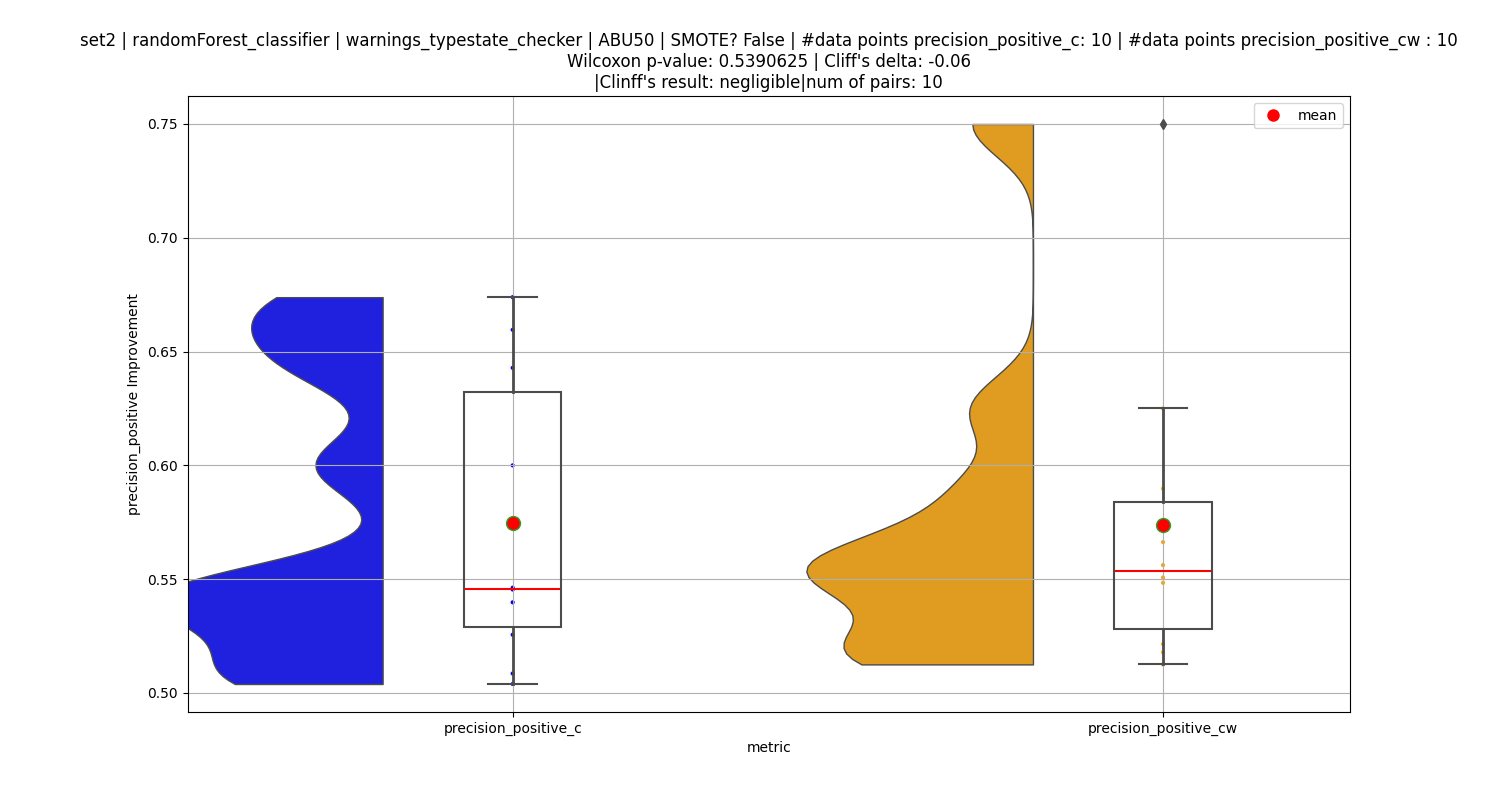 set2 | randomForest_classifier | warnings_typestate_checker | ABU50 | SMOTE? False | #data points precision_positive_c: 10 | #data points precision_positive_cw : 10
Wilcoxon p-value: 0.5390625 | Cliff's delta: -0.06
|Clinff's result: negligible|num of pairs: 10
mean
precision_positive Improvement
0.75
0.70
0.65
0.60
0.55
0.50
precision_positive_c
precision_positive_cw
metric